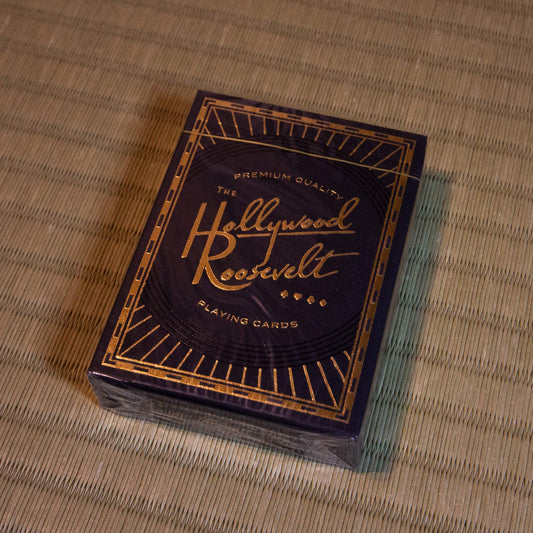 PREMIUM QUALITY
THE
Hollywood
Roosevelt
PLAYING CARDS